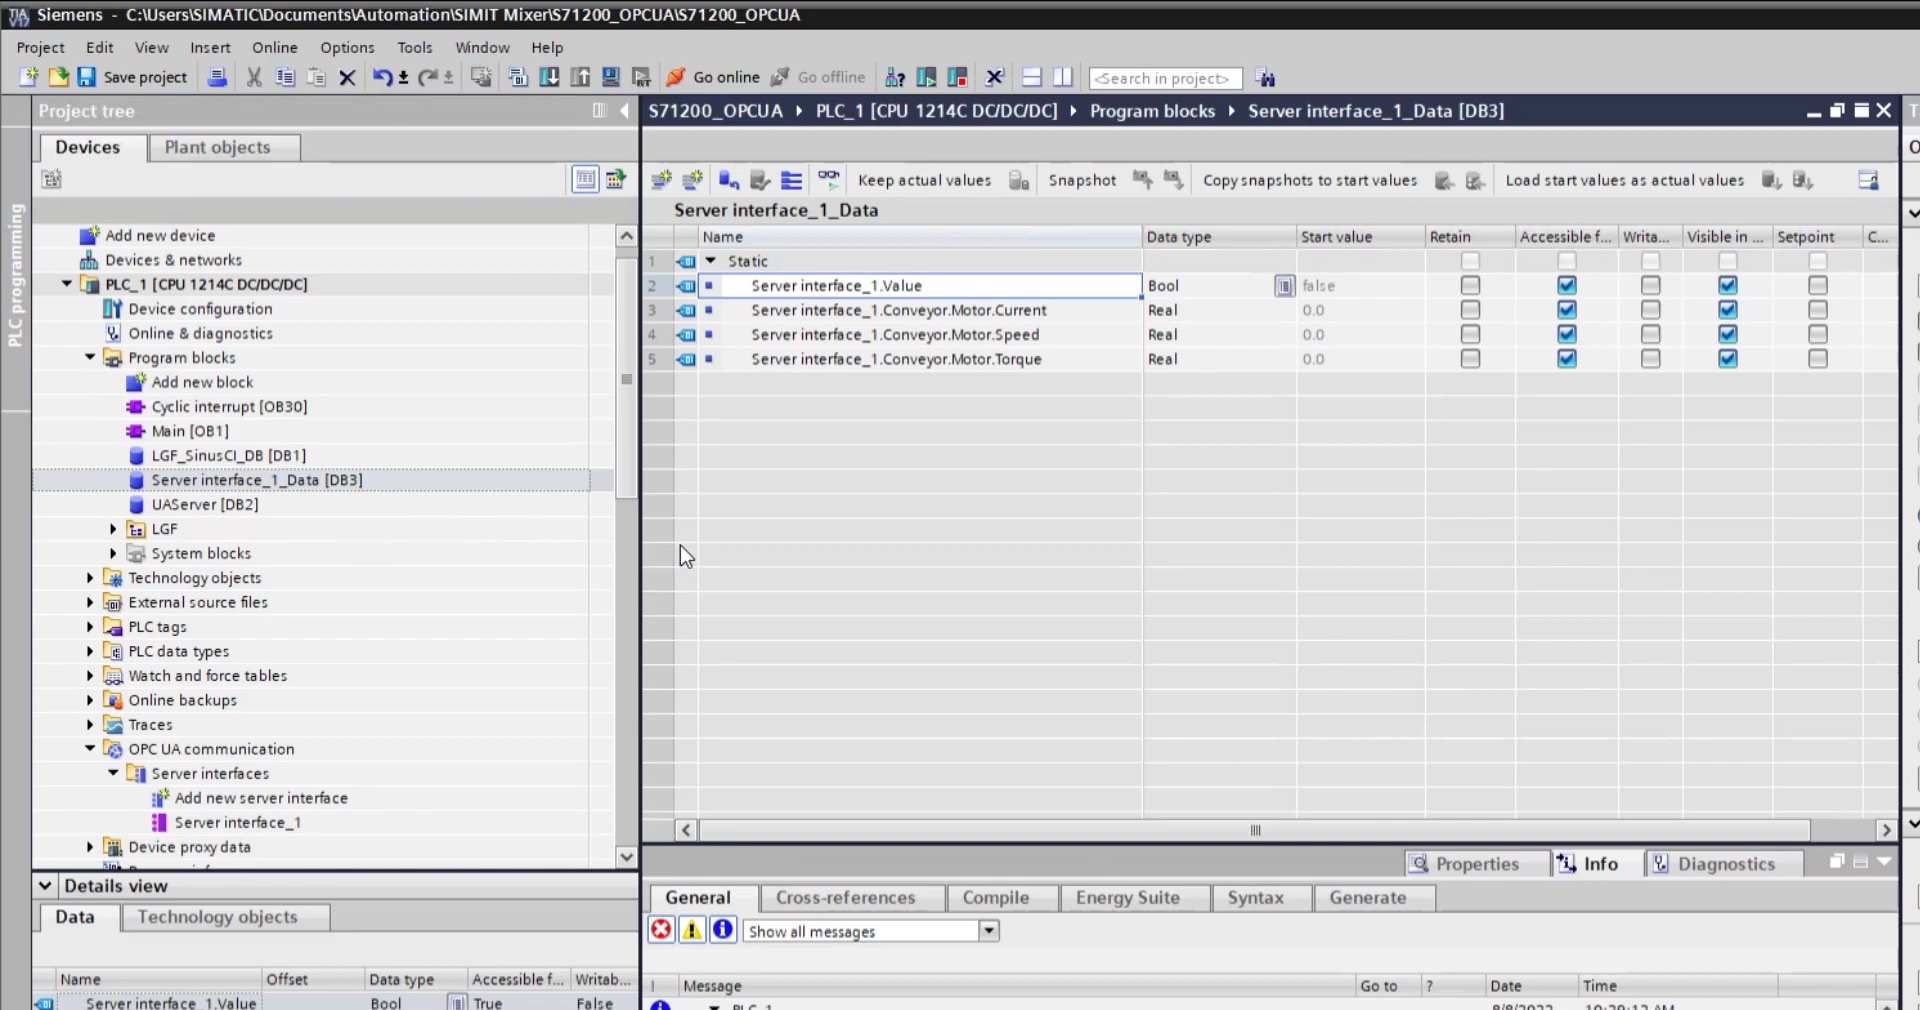 Siemens - C:\Users\SIMATIC\Documents\Automation\SIMIT Mixer\S71200_OPCUA\S71200_OPCUA
Project Edit View Insert Online Options Tools Window Help
Save project Go online Go offline <Search in project>
Project tree
S71200_OPCUA PLC_1 [CPU 1214C DC/DC/DC] Program blocks Server interface_1_Data [DB3]
Devices Plant objects
PLC programming
Keep actual values Snapshot Copy snapshots to start values Load start values as actual values
Server interface_1_Data
Name Data type Start value Retain Accessible f... Writa... Visible in ... Setpoint C...
1 Static
2 Server interface_1.Value Bool false
3 Server interface_1.Conveyor.Motor.Current Real 0.0
4 Server interface_1.Conveyor.Motor.Speed Real 0.0
5 Server interface_1.Conveyor.Motor.Torque Real 0.0
Add new device
Devices & networks
PLC_1 [CPU 1214C DC/DC/DC]
Device configuration
Online & diagnostics
Program blocks
Add new block
Cyclic interrupt [OB30]
Main [OB1]
LGF_SinusCI_DB [DB1]
Server interface_1_Data [DB3]
UAServer [DB2]
LGF
System blocks
Technology objects
External source files
PLC tags
PLC data types
Watch and force tables
Online backups
Traces
OPC UA communication
Server interfaces
Add new server interface
Server interface_1
Device proxy data
Details view
Data Technology objects
Name Offset Data type Accessible f... Writab...
Server interface_1.Value Bool True False
Properties Info Diagnostics
General Cross-references Compile Energy Suite Syntax Generate
Show all messages
! Message Go to ? Date Time
PLC_1